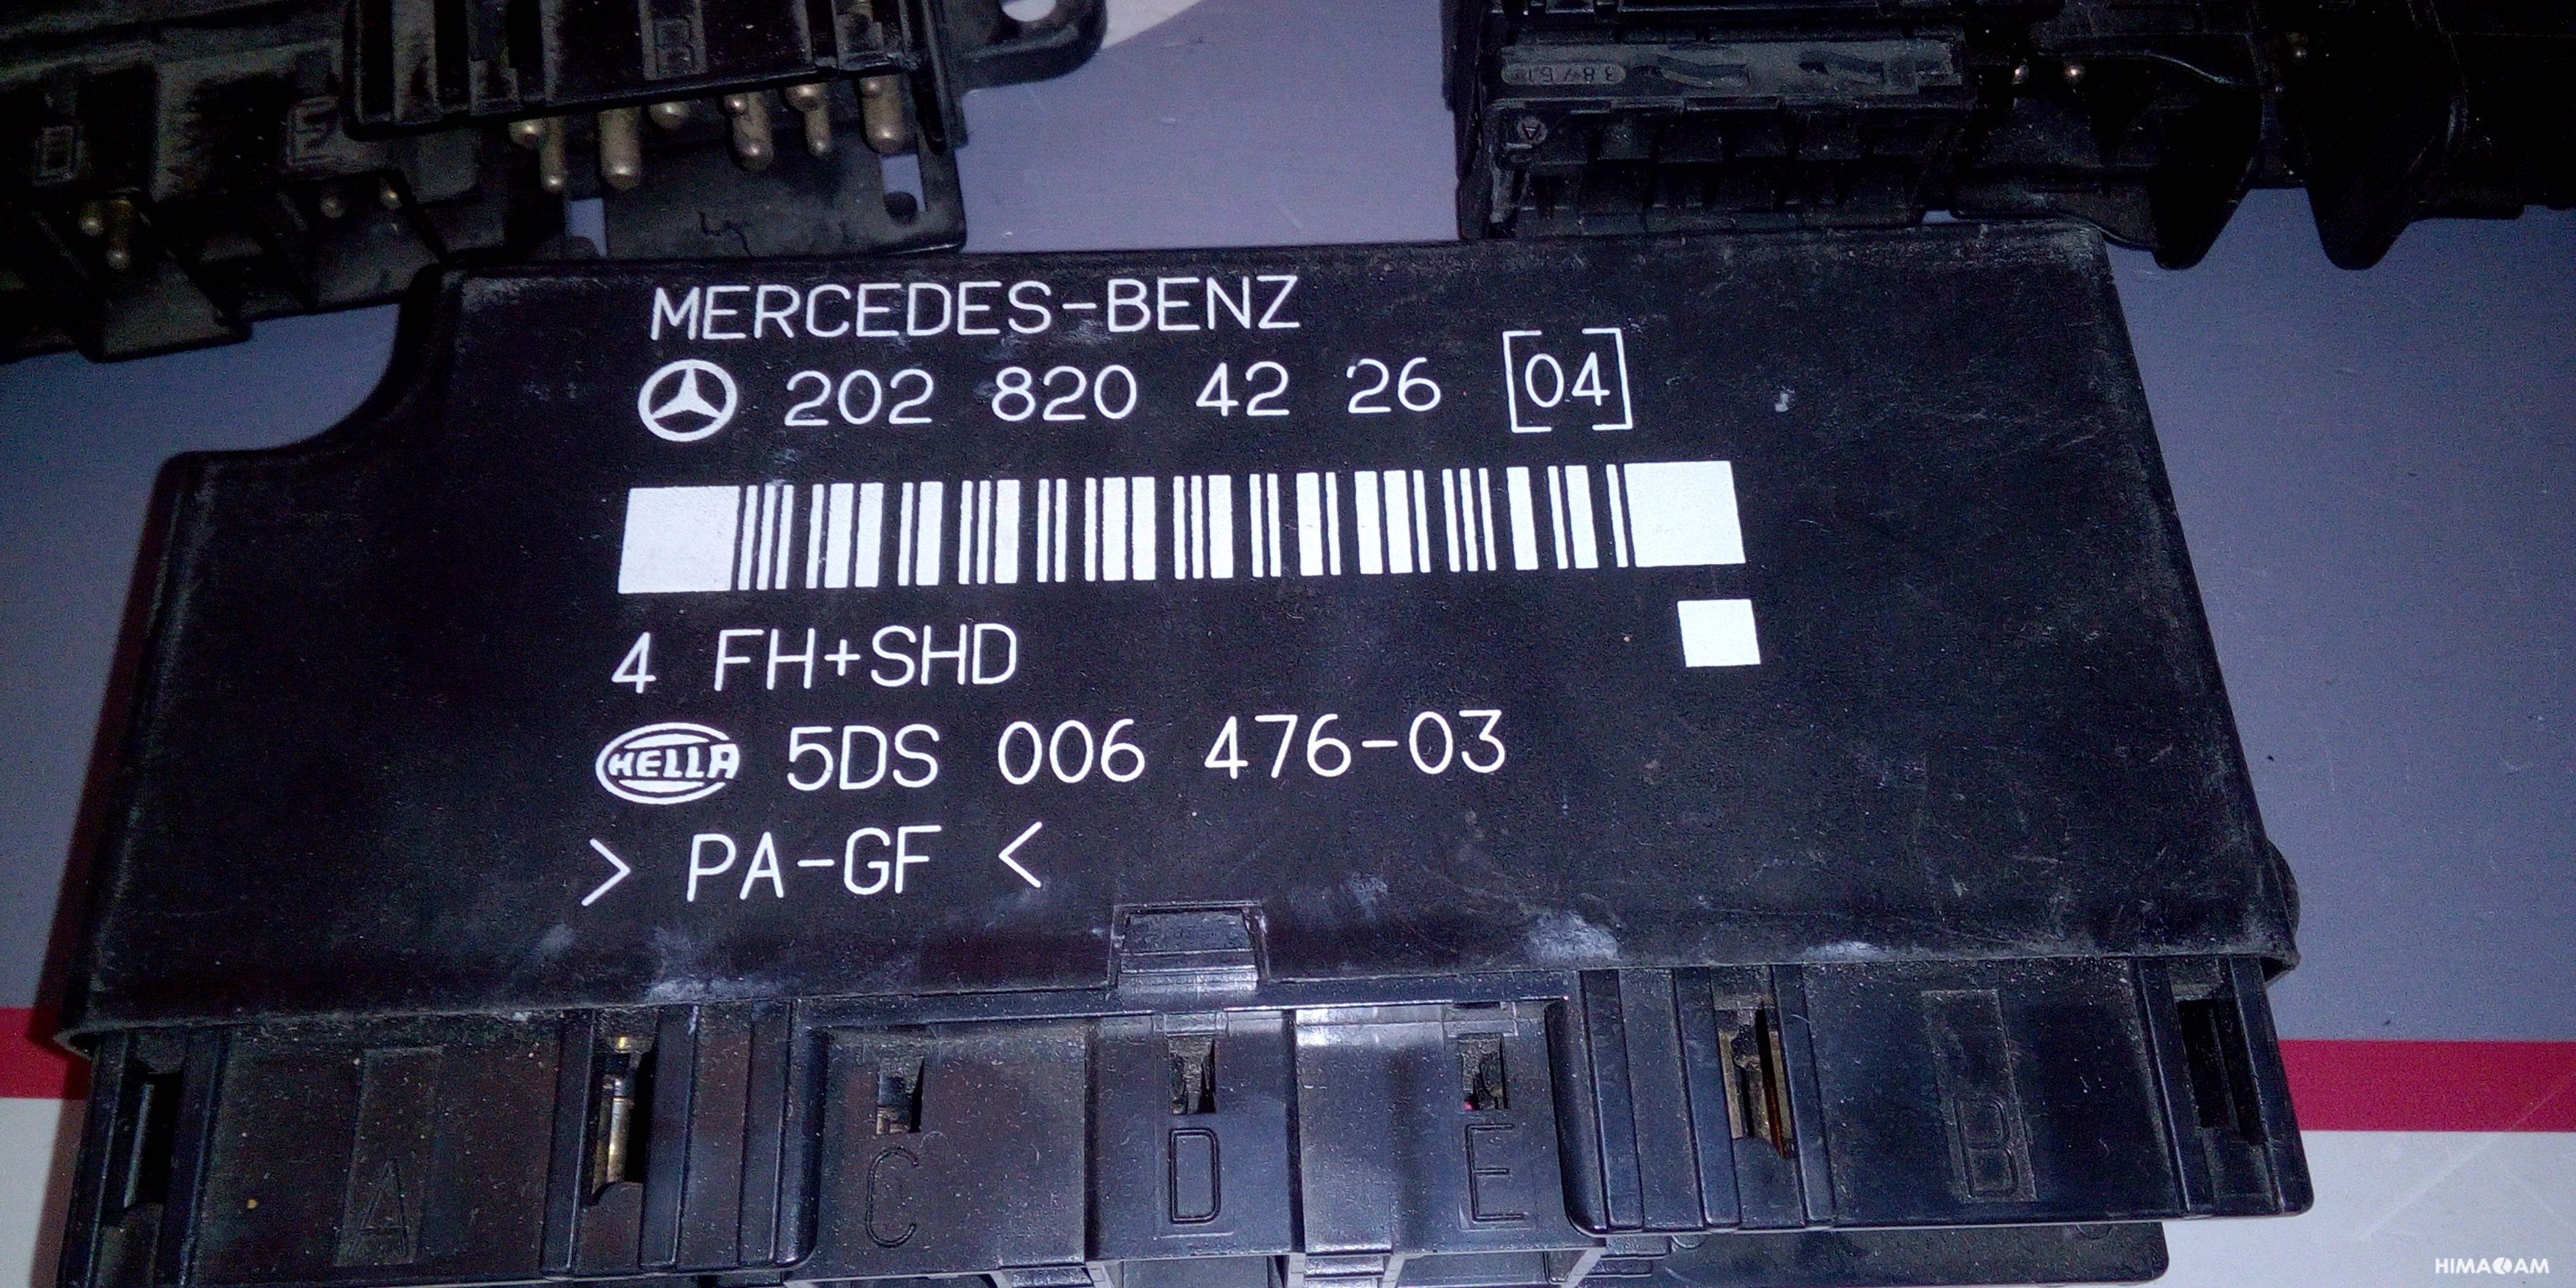 MERCEDES-BENZ
202 820 42 26 [04]
4 FH+SHD
HELLA 5DS 006 476-03
> PA-GF <
A C D E B
HIMACAM